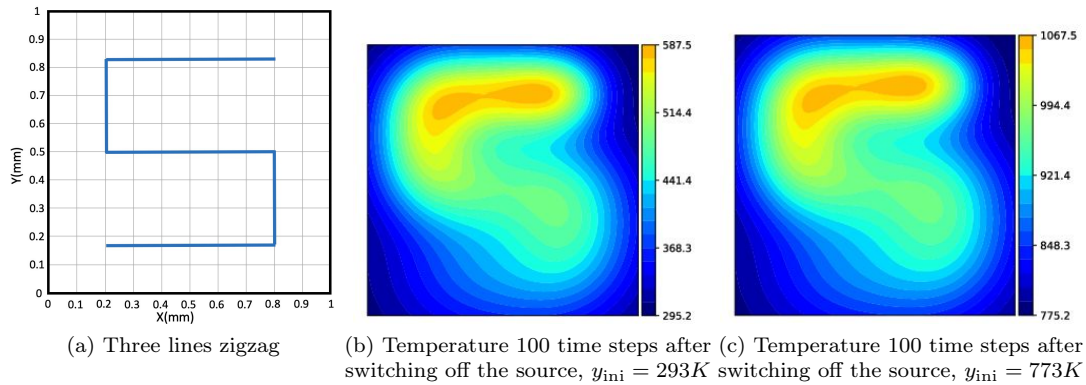 1
0.9
0.8
0.7
0.6
0.5
0.4
0.3
0.2
0.1
0
Y(mm)
0 0.1 0.2 0.3 0.4 0.5 0.6 0.7 0.8 0.9 1
X(mm)
(a) Three lines zigzag
587.5
514.4
441.4
368.3
295.2
(b) Temperature 100 time steps after
switching off the source, y_ini = 293K
1067.5
994.4
921.4
848.3
775.2
(c) Temperature 100 time steps after
switching off the source, y_ini = 773K